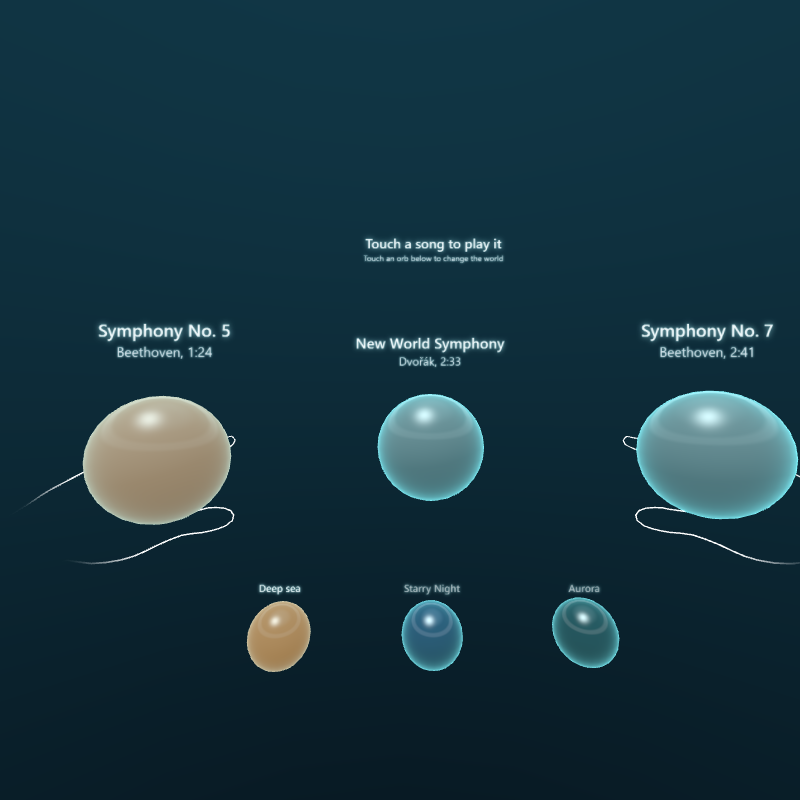 Touch a song to play it
Touch an orb below to change the world
Symphony No. 5
Beethoven, 1:24
New World Symphony
Dvořák, 2:33
Symphony No. 7
Beethoven, 2:41
Deep sea
Starry Night
Aurora